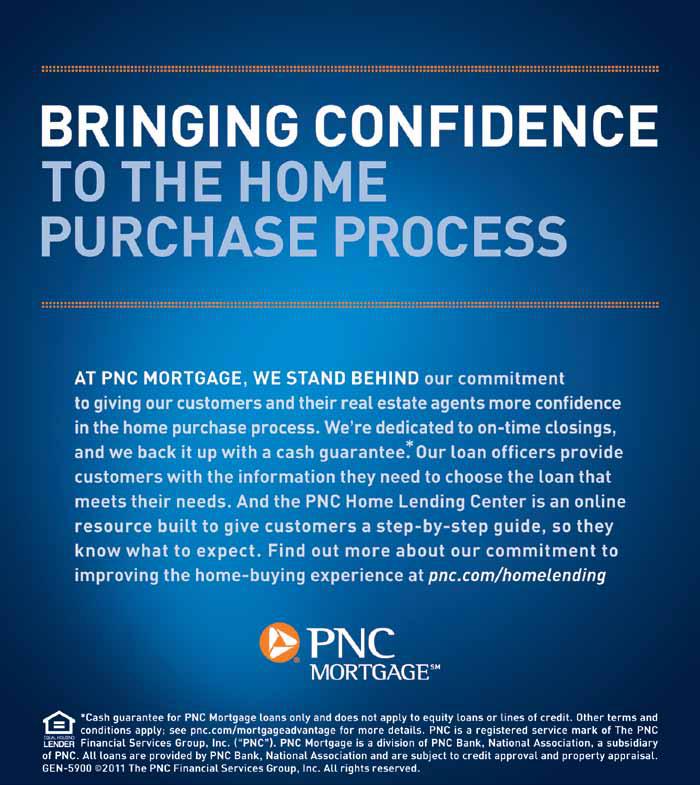 BRINGING CONFIDENCE
TO THE HOME
PURCHASE PROCESS
AT PNC MORTGAGE, WE STAND BEHIND our commitment
to giving our customers and their real estate agents more confidence
in the home purchase process. We're dedicated to on-time closings,
and we back it up with a cash guarantee.* Our loan officers provide
customers with the information they need to choose the loan that
meets their needs. And the PNC Home Lending Center is an online
resource built to give customers a step-by-step guide, so they
know what to expect. Find out more about our commitment to
improving the home-buying experience at pnc.com/homelending
PNC
MORTGAGE℠
EQUAL HOUSING
LENDER
*Cash guarantee for PNC Mortgage loans only and does not apply to equity loans or lines of credit. Other terms and
conditions apply; see pnc.com/mortgageadvantage for more details. PNC is a registered service mark of The PNC
Financial Services Group, Inc. ("PNC"). PNC Mortgage is a division of PNC Bank, National Association, a subsidiary
of PNC. All loans are provided by PNC Bank, National Association and are subject to credit approval and property appraisal.
GEN-5900 ©2011 The PNC Financial Services Group, Inc. All rights reserved.